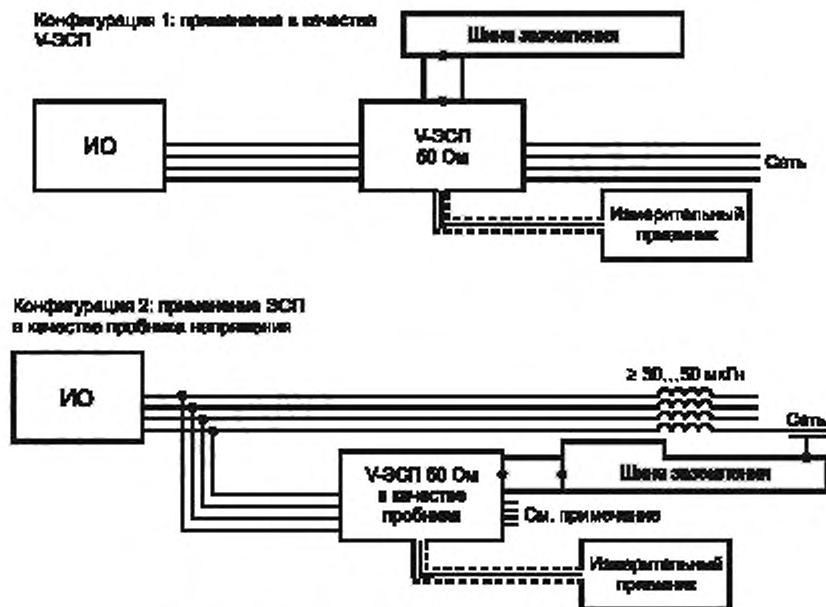 Конфигурация 1: применение в качестве
V-ЭСП
Шина заземления
ИО
V-ЭСП
50 Ом
Сеть
Измерительный
приемник
Конфигурация 2: применение ЭСП
в качестве пробника напряжения
ИО
≥ 30...50 мкГн
Сеть
V-ЭСП 50 Ом
в качестве
пробника
Шина заземления
См. примечание
Измерительный
приемник